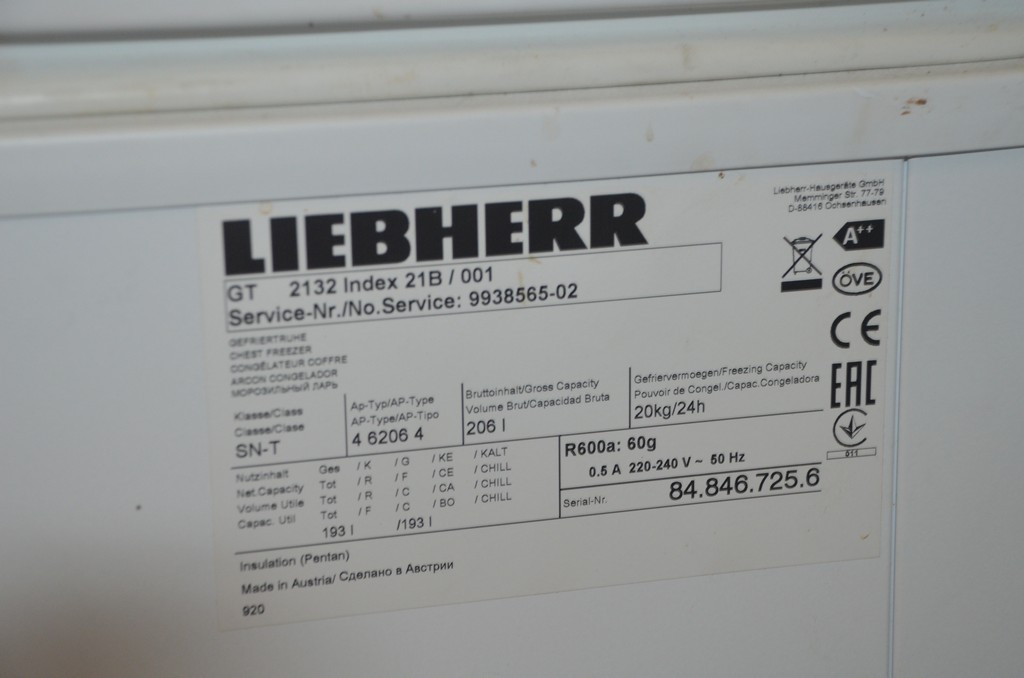 LIEBHERR
Liebherr-Hausgeräte GmbH
Memminger Str. 77-79
D-88416 Ochsenhausen
GT 2132 Index 21B / 001
Service-Nr./No.Service: 9938565-02
A++
ÖVE
CE
EAC
011
GEFRIERTRUHE
CHEST FREEZER
CONGÉLATEUR COFFRE
ARCON CONGELADOR
МОРОЗИЛЬНЫЙ ЛАРЬ
Klasse/Class
Classe/Clase
SN-T
Ap-Typ/AP-Type
AP-Type/AP-Tipo
4 6206 4
Bruttoinhalt/Gross Capacity
Volume Brut/Capacidad Bruta
206 l
Gefriervermoegen/Freezing Capacity
Pouvoir de Congel./Capac.Congeladora
20kg/24h
Nutzinhalt Ges / K / G / KE / KALT
Net.Capacity Tot / R / F / CE / CHILL
Volume Utile Tot / R / C / CA / CHILL
Capac. Util Tot / F / C / BO / CHILL
193 l /193 l
R600a: 60g
0.5 A 220-240 V ~ 50 Hz
Serial-Nr. 84.846.725.6
Insulation (Pentan)
Made in Austria/ Сделано в Австрии
920